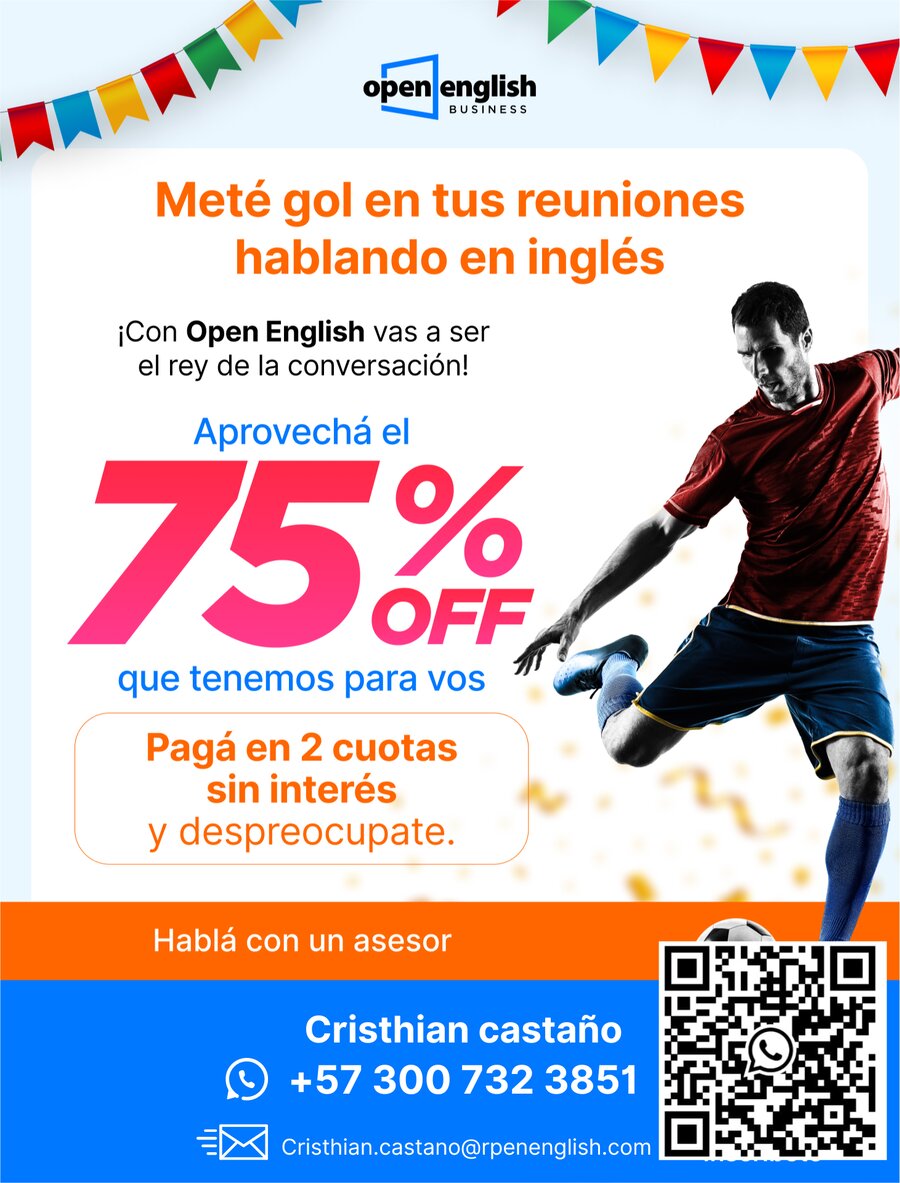 open english
BUSINESS
Meté gol en tus reuniones
hablando en inglés
¡Con Open English vas a ser
el rey de la conversación!
Aprovechá el
75%
OFF
que tenemos para vos
Pagá en 2 cuotas
sin interés
y despreocupate.
Hablá con un asesor
Cristhian castaño
+57 300 732 3851
Cristhian.castano@rpenenglish.com